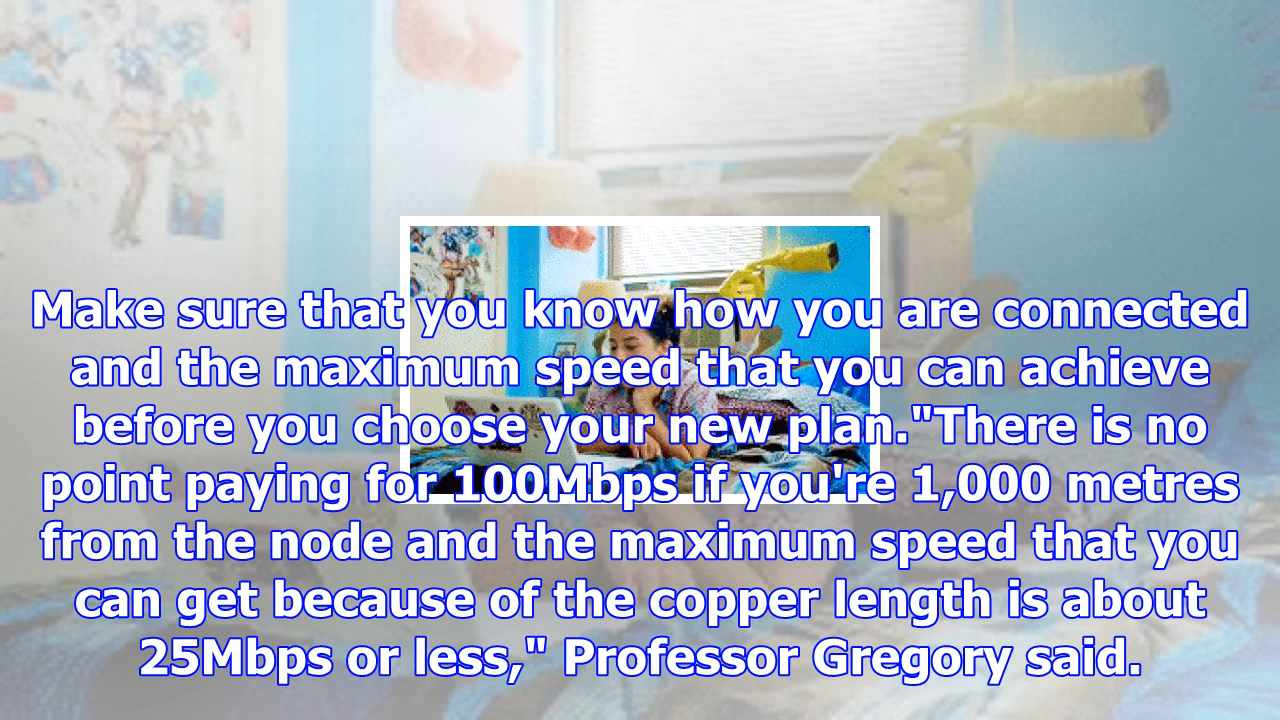 Make sure that you know how you are connected
and the maximum speed that you can achieve
before you choose your new plan."There is no
point paying for 100Mbps if you're 1,000 metres
from the node and the maximum speed that you
can get because of the copper length is about
25Mbps or less," Professor Gregory said.